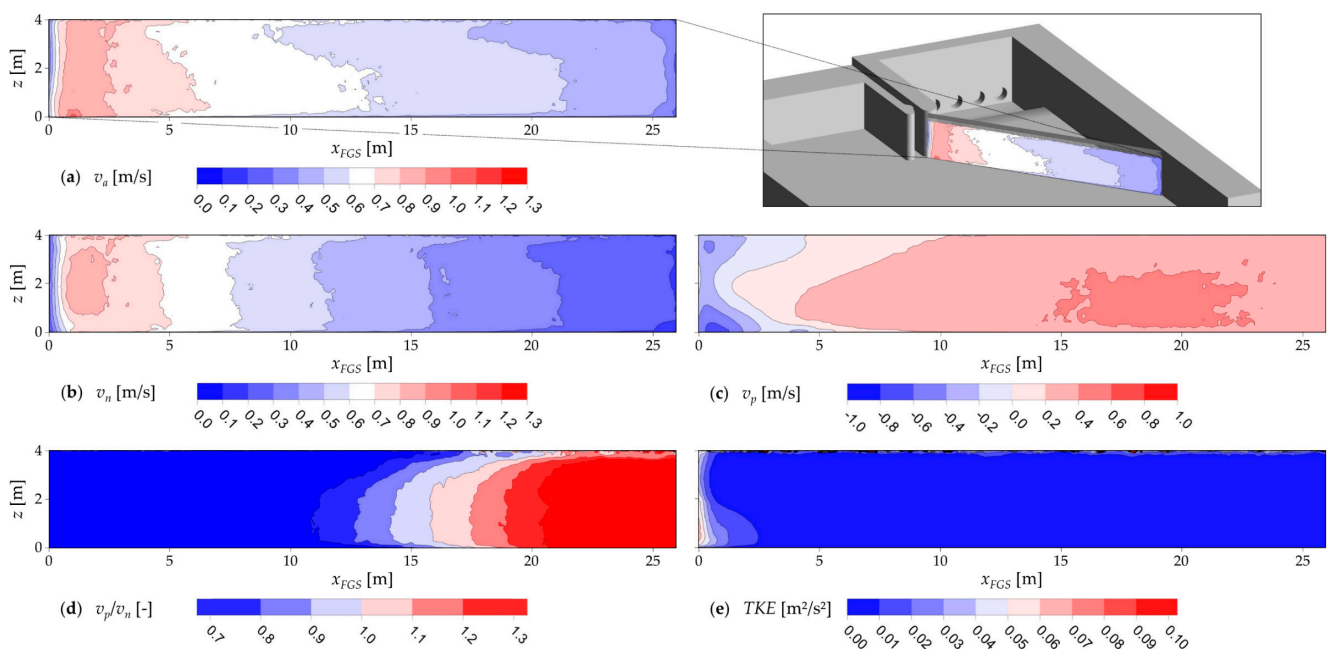 4
2
0
z [m]
0 5 10 15 20 25
x_FGS [m]
(a) v_a [m/s]
0.0 0.1 0.2 0.3 0.4 0.5 0.6 0.7 0.8 0.9 1.0 1.1 1.2 1.3
4
2
0
z [m]
0 5 10 15 20 25
x_FGS [m]
(b) v_n [m/s]
0.0 0.1 0.2 0.3 0.4 0.5 0.6 0.7 0.8 0.9 1.0 1.1 1.2 1.3
0 5 10 15 20 25
x_FGS [m]
(c) v_p [m/s]
-1.0 -0.8 -0.6 -0.4 -0.2 0.0 0.2 0.4 0.6 0.8 1.0
4
2
0
z [m]
0 5 10 15 20 25
x_FGS [m]
(d) v_p/v_n [-]
0.7 0.8 0.9 1.0 1.1 1.2 1.3
0 5 10 15 20 25
x_FGS [m]
(e) TKE [m²/s²]
0.00 0.01 0.02 0.03 0.04 0.05 0.06 0.07 0.08 0.09 0.10